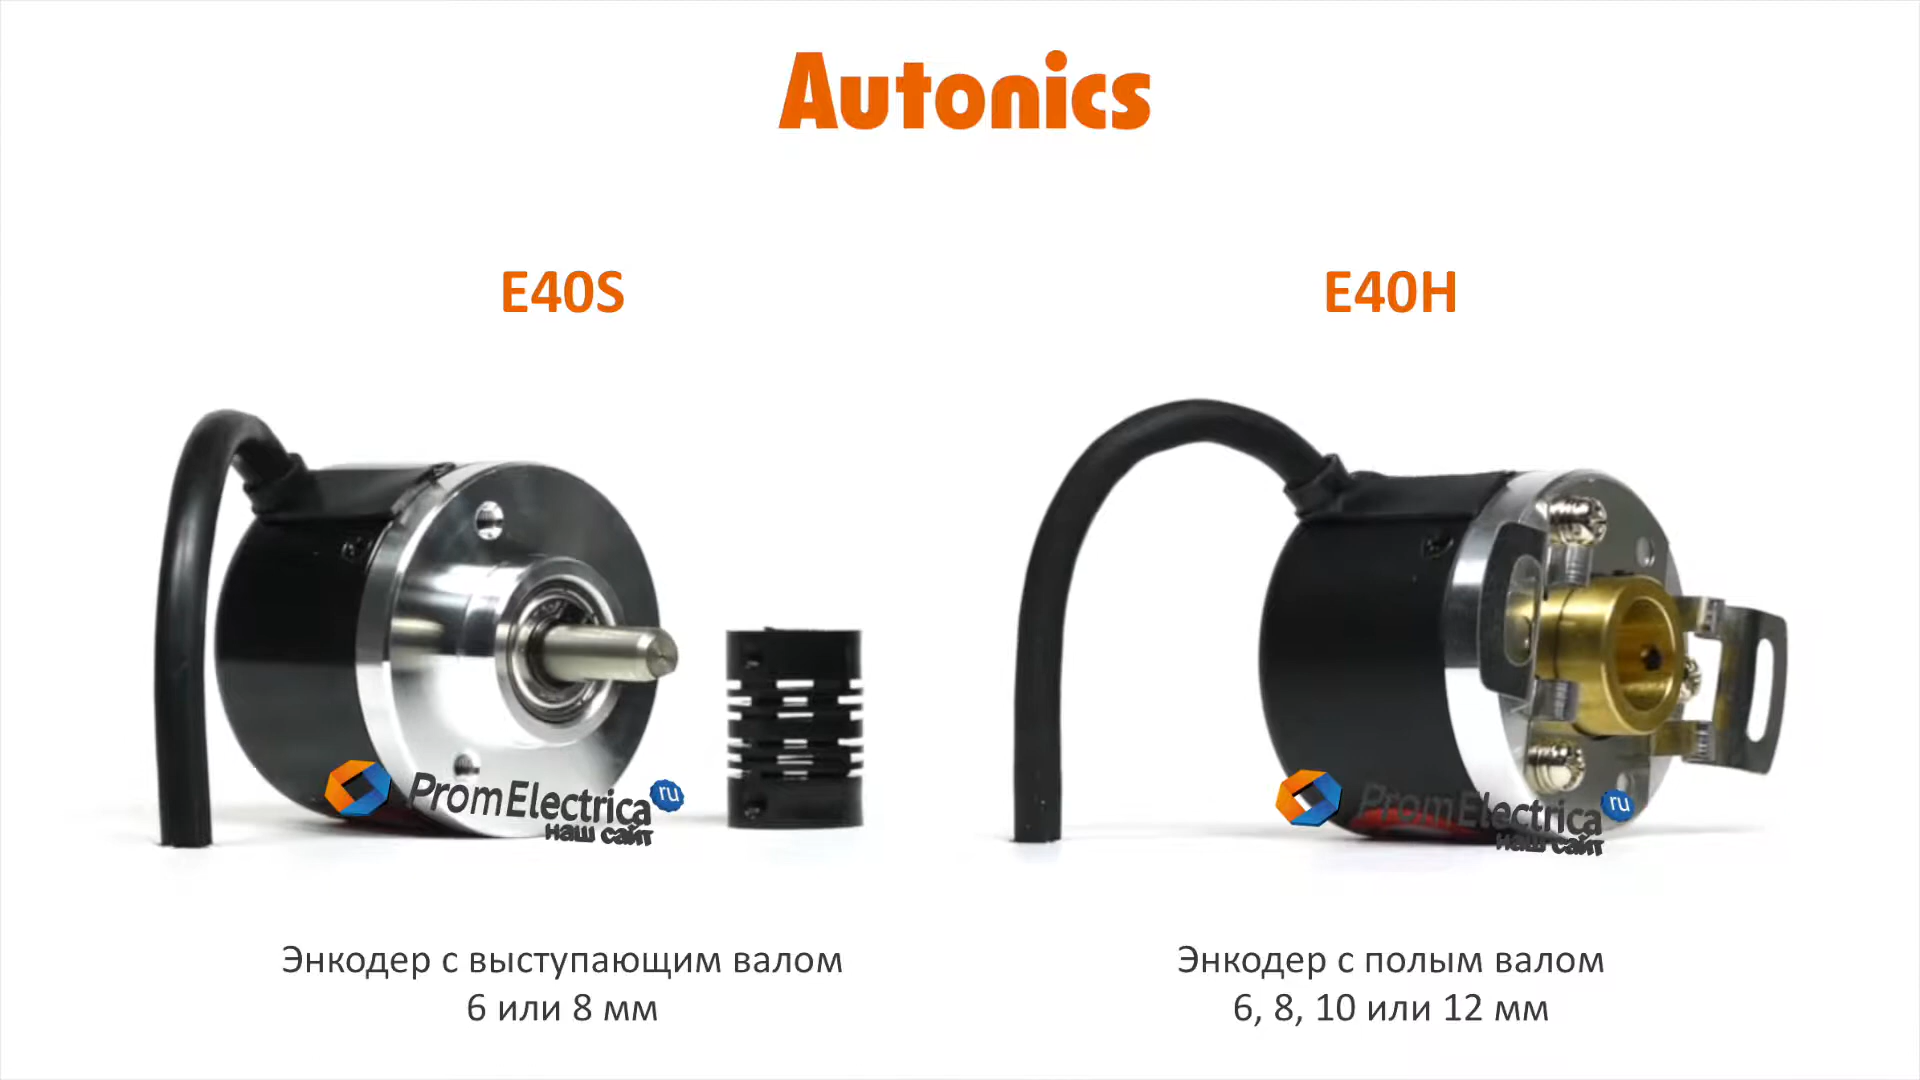 Autonics
E40S
E40H
PromElectrica ru
наш сайт
PromElectrica ru
наш сайт
Энкодер с выступающим валом
6 или 8 мм
Энкодер с полым валом
6, 8, 10 или 12 мм